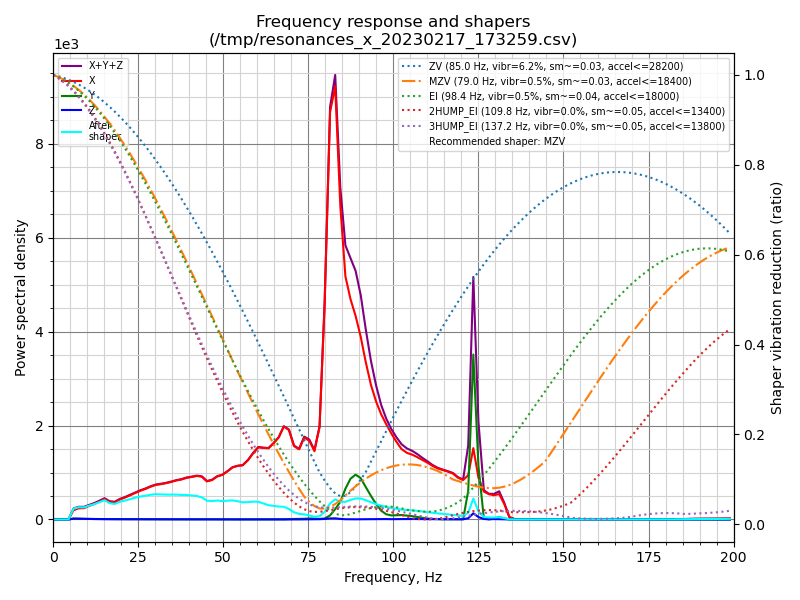 Frequency response and shapers
(/tmp/resonances_x_20230217_173259.csv)
1e3
X+Y+Z
X
Y
Z
After
shaper
ZV (85.0 Hz, vibr=6.2%, sm~=0.03, accel<=28200)
MZV (79.0 Hz, vibr=0.5%, sm~=0.03, accel<=18400)
EI (98.4 Hz, vibr=0.5%, sm~=0.04, accel<=18000)
2HUMP_EI (109.8 Hz, vibr=0.0%, sm~=0.05, accel<=13400)
3HUMP_EI (137.2 Hz, vibr=0.0%, sm~=0.05, accel<=13800)
Recommended shaper: MZV
8
6
4
2
0
Power spectral density
1.0
0.8
0.6
0.4
0.2
0.0
Shaper vibration reduction (ratio)
0 25 50 75 100 125 150 175 200
Frequency, Hz